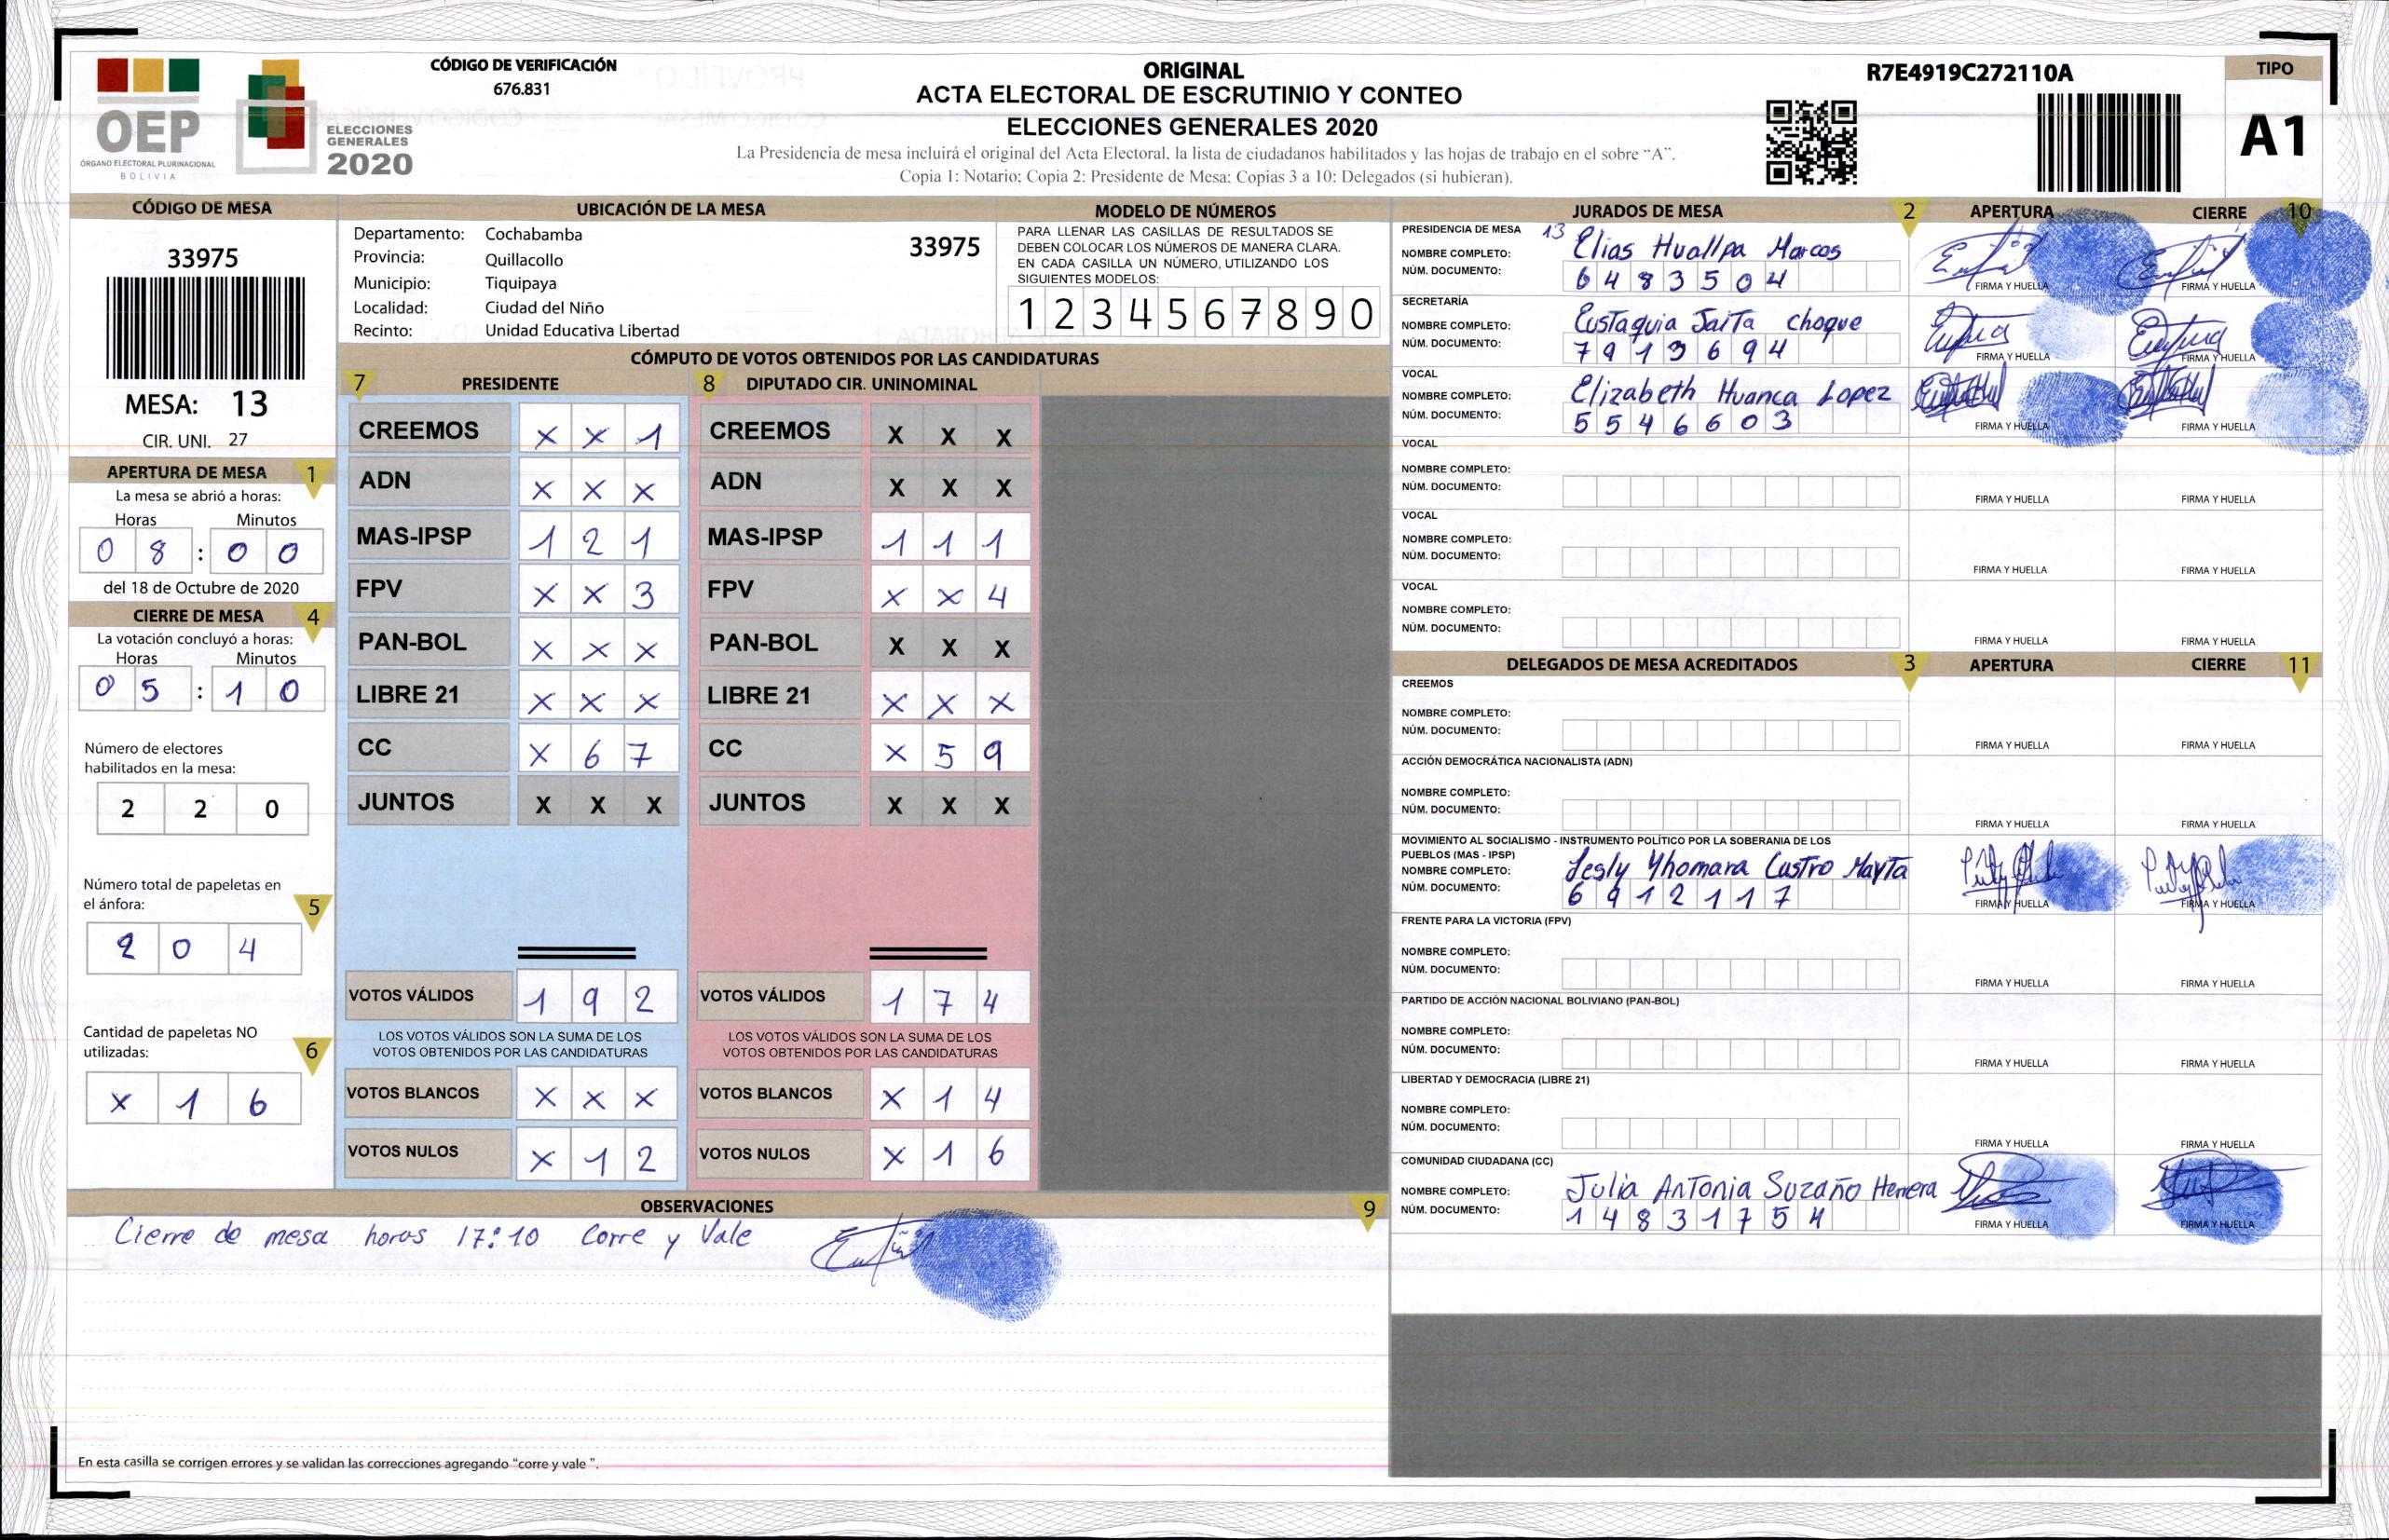 CÓDIGO DE VERIFICACIÓN
676.831
OEP
ÓRGANO ELECTORAL PLURINACIONAL
BOLIVIA
ELECCIONES
GENERALES
2020
ORIGINAL
ACTA ELECTORAL DE ESCRUTINIO Y CONTEO
ELECCIONES GENERALES 2020
La Presidencia de mesa incluirá el original del Acta Electoral, la lista de ciudadanos habilitados y las hojas de trabajo en el sobre “A”.
Copia 1: Notario; Copia 2: Presidente de Mesa; Copias 3 a 10: Delegados (si hubieran).
R7E4919C272110A
TIPO
A1
CÓDIGO DE MESA
33975
MESA: 13
CIR. UNI. 27
APERTURA DE MESA 1
La mesa se abrió a horas:
Horas Minutos
0 8 : 0 0
del 18 de Octubre de 2020
CIERRE DE MESA 4
La votación concluyó a horas:
Horas Minutos
0 5 : 1 0
Número de electores
habilitados en la mesa:
2 2 0
Número total de papeletas en
el ánfora: 5
2 0 4
Cantidad de papeletas NO
utilizadas: 6
X 1 6
UBICACIÓN DE LA MESA
Departamento: Cochabamba
33975
Provincia: Quillacollo
Municipio: Tiquipaya
Localidad: Ciudad del Niño
Recinto: Unidad Educativa Libertad
MODELO DE NÚMEROS
PARA LLENAR LAS CASILLAS DE RESULTADOS SE
DEBEN COLOCAR LOS NÚMEROS DE MANERA CLARA.
EN CADA CASILLA UN NÚMERO, UTILIZANDO LOS
SIGUIENTES MODELOS:
1 2 3 4 5 6 7 8 9 0
CÓMPUTO DE VOTOS OBTENIDOS POR LAS CANDIDATURAS
7 PRESIDENTE 8 DIPUTADO CIR. UNINOMINAL
CREEMOS X X 1 CREEMOS X X X
ADN X X X ADN X X X
MAS-IPSP 1 2 1 MAS-IPSP 1 1 1
FPV X X 3 FPV X X 4
PAN-BOL X X X PAN-BOL X X X
LIBRE 21 X X X LIBRE 21 X X X
CC X 6 7 CC X 5 9
JUNTOS X X X JUNTOS X X X
VOTOS VÁLIDOS 1 9 2 VOTOS VÁLIDOS 1 7 4
LOS VOTOS VÁLIDOS SON LA SUMA DE LOS LOS VOTOS VÁLIDOS SON LA SUMA DE LOS
VOTOS OBTENIDOS POR LAS CANDIDATURAS VOTOS OBTENIDOS POR LAS CANDIDATURAS
VOTOS BLANCOS X X X VOTOS BLANCOS X 1 4
VOTOS NULOS X 1 2 VOTOS NULOS X 1 6
OBSERVACIONES 9
Cierre de mesa horas 17:10 Corre y Vale
En esta casilla se corrigen errores y se validan las correcciones agregando “corre y vale ”.
JURADOS DE MESA 2 APERTURA CIERRE 10
PRESIDENCIA DE MESA 13
NOMBRE COMPLETO: Elias Huallpa Marcos
NÚM. DOCUMENTO: 6 4 8 3 5 0 4
FIRMA Y HUELLA FIRMA Y HUELLA
SECRETARÍA
NOMBRE COMPLETO: Eustaquia Jaita choque
NÚM. DOCUMENTO: 7 9 1 3 6 9 4
FIRMA Y HUELLA FIRMA Y HUELLA
VOCAL
NOMBRE COMPLETO: Elizabeth Huanca Lopez
NÚM. DOCUMENTO: 5 5 4 6 6 0 3
FIRMA Y HUELLA FIRMA Y HUELLA
VOCAL
NOMBRE COMPLETO:
NÚM. DOCUMENTO:
FIRMA Y HUELLA FIRMA Y HUELLA
VOCAL
NOMBRE COMPLETO:
NÚM. DOCUMENTO:
FIRMA Y HUELLA FIRMA Y HUELLA
VOCAL
NOMBRE COMPLETO:
NÚM. DOCUMENTO:
FIRMA Y HUELLA FIRMA Y HUELLA
DELEGADOS DE MESA ACREDITADOS 3 APERTURA CIERRE 11
CREEMOS
NOMBRE COMPLETO:
NÚM. DOCUMENTO:
FIRMA Y HUELLA FIRMA Y HUELLA
ACCIÓN DEMOCRÁTICA NACIONALISTA (ADN)
NOMBRE COMPLETO:
NÚM. DOCUMENTO:
FIRMA Y HUELLA FIRMA Y HUELLA
MOVIMIENTO AL SOCIALISMO - INSTRUMENTO POLÍTICO POR LA SOBERANIA DE LOS
PUEBLOS (MAS - IPSP)
NOMBRE COMPLETO: Lesly Yhomara Castro Mayta
NÚM. DOCUMENTO: 6 9 1 2 1 1 7
FIRMA Y HUELLA FIRMA Y HUELLA
FRENTE PARA LA VICTORIA (FPV)
NOMBRE COMPLETO:
NÚM. DOCUMENTO:
FIRMA Y HUELLA FIRMA Y HUELLA
PARTIDO DE ACCIÓN NACIONAL BOLIVIANO (PAN-BOL)
NOMBRE COMPLETO:
NÚM. DOCUMENTO:
FIRMA Y HUELLA FIRMA Y HUELLA
LIBERTAD Y DEMOCRACIA (LIBRE 21)
NOMBRE COMPLETO:
NÚM. DOCUMENTO:
FIRMA Y HUELLA FIRMA Y HUELLA
COMUNIDAD CIUDADANA (CC)
NOMBRE COMPLETO: Julia Antonia Suzaño Herrera
NÚM. DOCUMENTO: 1 4 8 3 1 7 5 4
FIRMA Y HUELLA FIRMA Y HUELLA